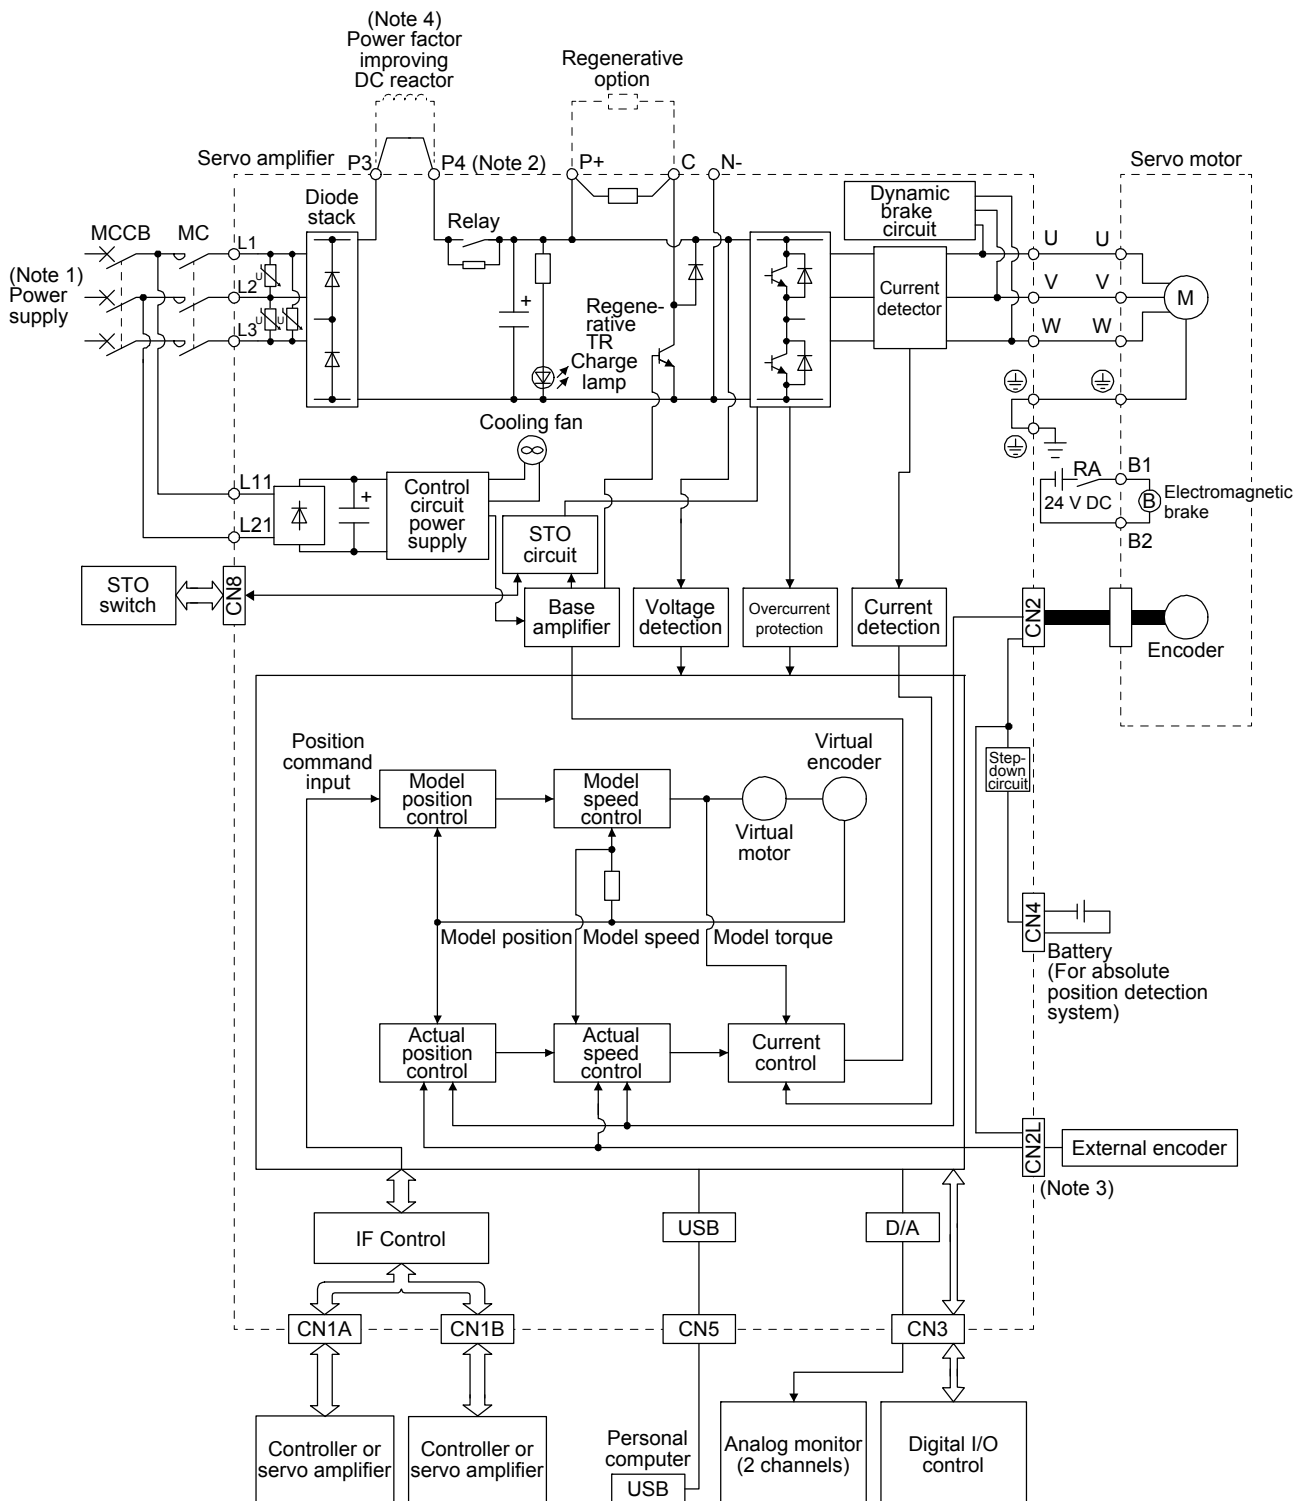 (Note 4)
Power factor
improving
DC reactor
Regenerative
option
Servo amplifier
P3
P4 (Note 2)
P+
C
N-
Servo motor
Diode
stack
Relay
Dynamic
brake
circuit
MCCB
MC
L1
L2
L3
U
U
U
(Note 1)
Power
supply
+
Regene-
rative
TR
Charge
lamp
Current
detector
U
V
W
U
V
W
M
Cooling fan
L11
L21
+
Control
circuit
power
supply
STO
circuit
RA
24 V DC
B1
B
B2
Electromagnetic
brake
STO
switch
CN8
Base
amplifier
Voltage
detection
Overcurrent
protection
Current
detection
CN2
Encoder
Position
command
input
Model
position
control
Model
speed
control
Virtual
encoder
Virtual
motor
Step-
down
circuit
Model position
Model speed
Model torque
CN4
Battery
(For absolute
position detection
system)
Actual
position
control
Actual
speed
control
Current
control
CN2L
External encoder
(Note 3)
IF Control
USB
D/A
CN1A
CN1B
CN5
CN3
Controller or
servo amplifier
Controller or
servo amplifier
Personal
computer
USB
Analog monitor
(2 channels)
Digital I/O
control